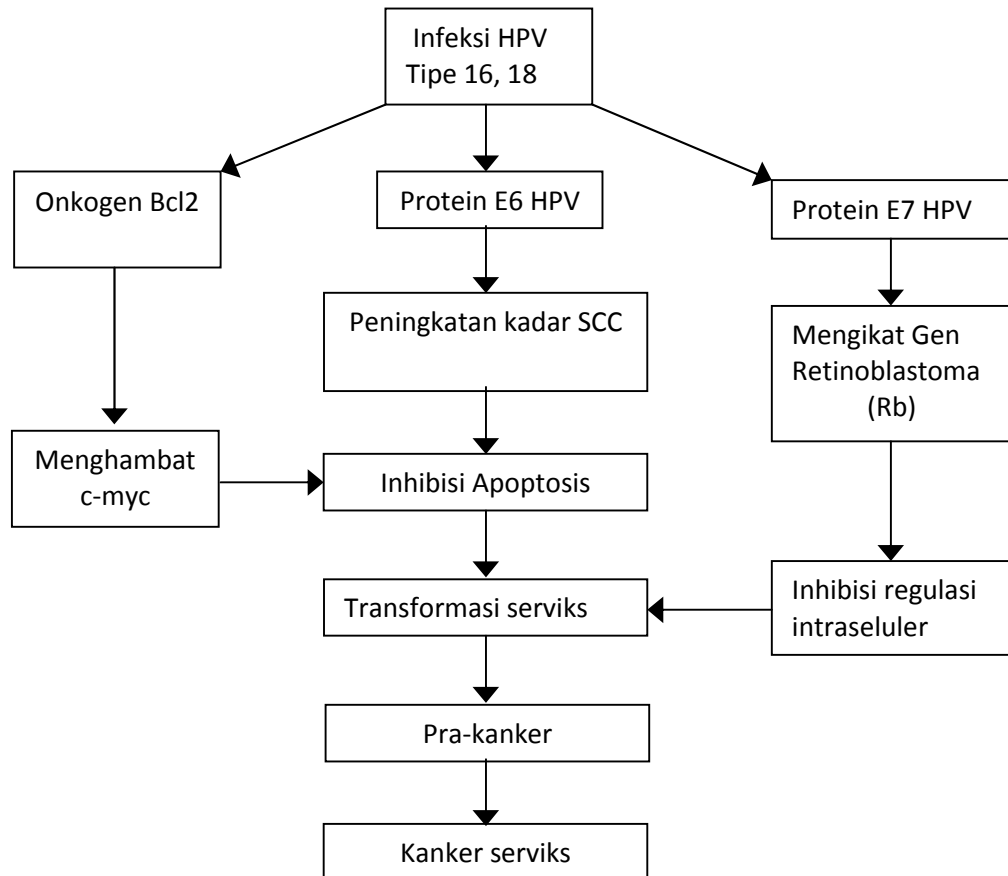 Infeksi HPV
Tipe 16, 18
Onkogen Bcl2
Protein E6 HPV
Protein E7 HPV
Peningkatan kadar SCC
Mengikat Gen
Retinoblastoma
(Rb)
Menghambat
c-myc
Inhibisi Apoptosis
Transformasi serviks
Inhibisi regulasi
intraseluler
Pra-kanker
Kanker serviks